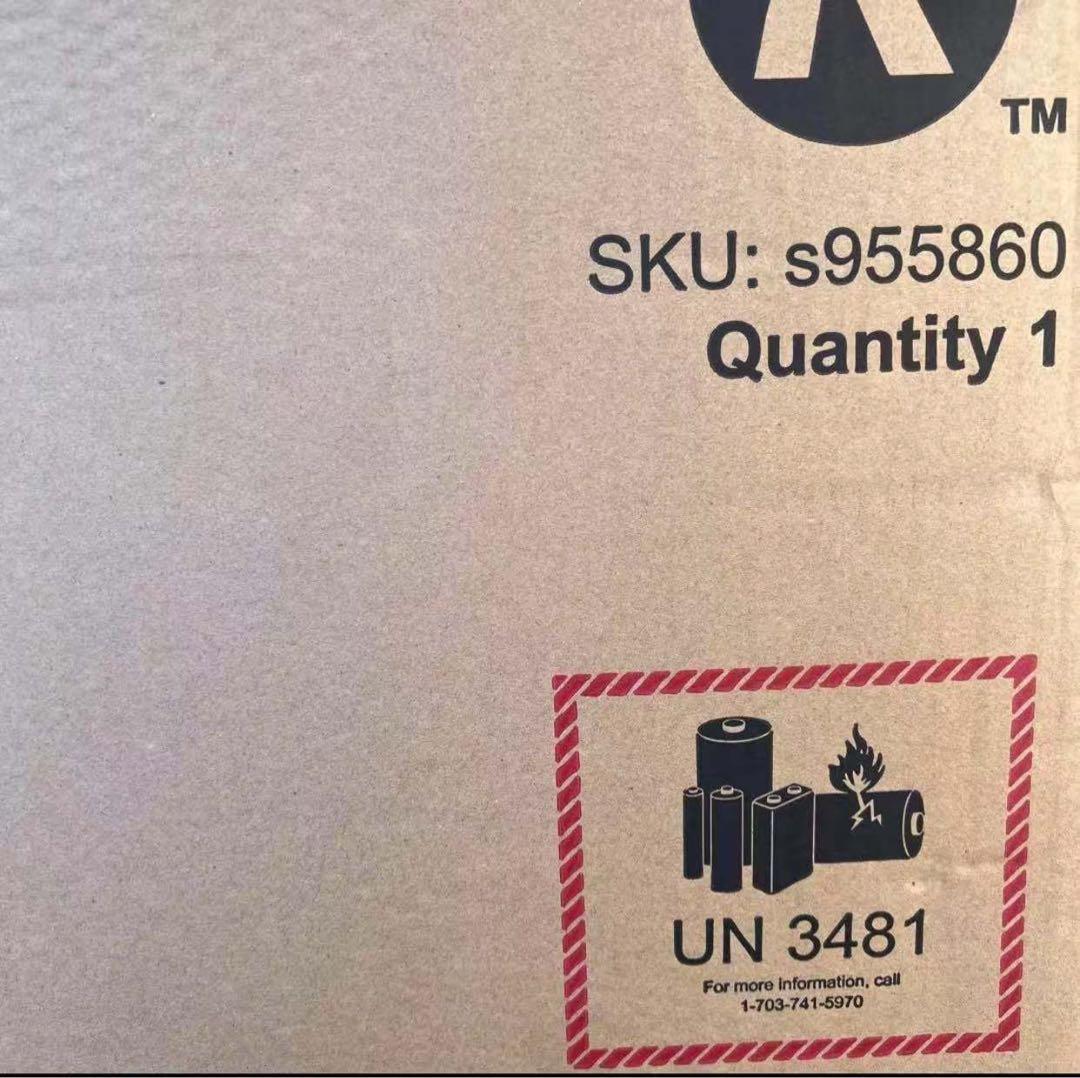 TM
SKU: s955860
Quantity 1
UN 3481
For more information, call
1-703-741-5970